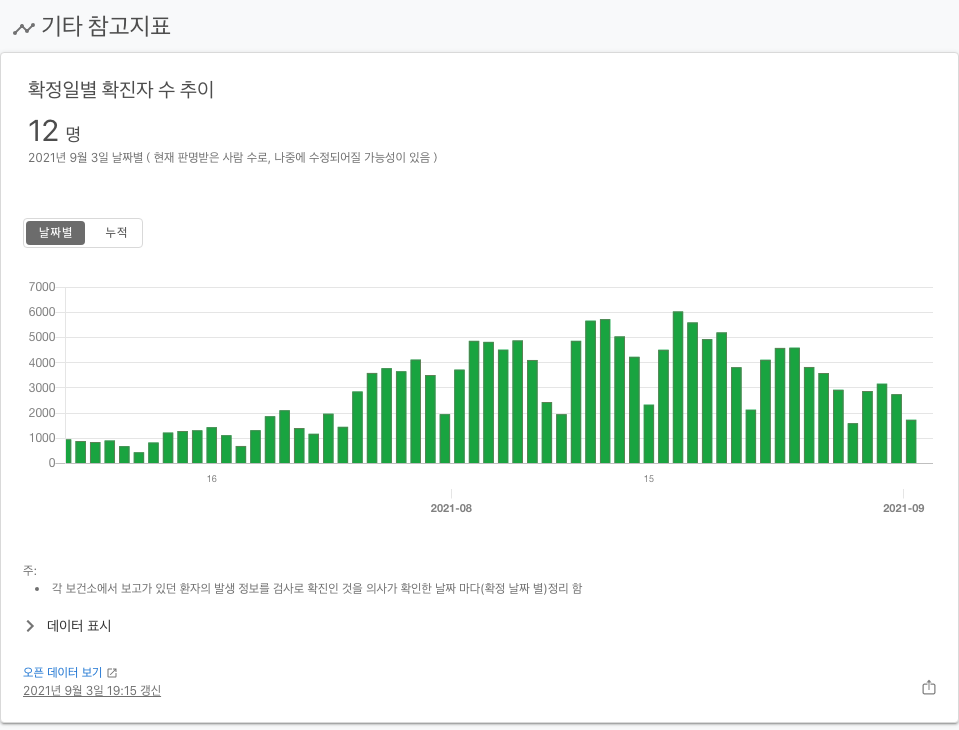 기타 참고지표
확정일별 확진자 수 추이
12 명
2021년 9월 3일 날짜별 ( 현재 판명받은 사람 수로, 나중에 수정되어질 가능성이 있음 )
날짜별 누적
7000
6000
5000
4000
3000
2000
1000
0
16 15
2021-08 2021-09
주:
• 각 보건소에서 보고가 있던 환자의 발생 정보를 검사로 확진인 것을 의사가 확인한 날짜 마다(확정 날짜 별)정리 함
데이터 표시
오픈 데이터 보기
2021년 9월 3일 19:15 갱신